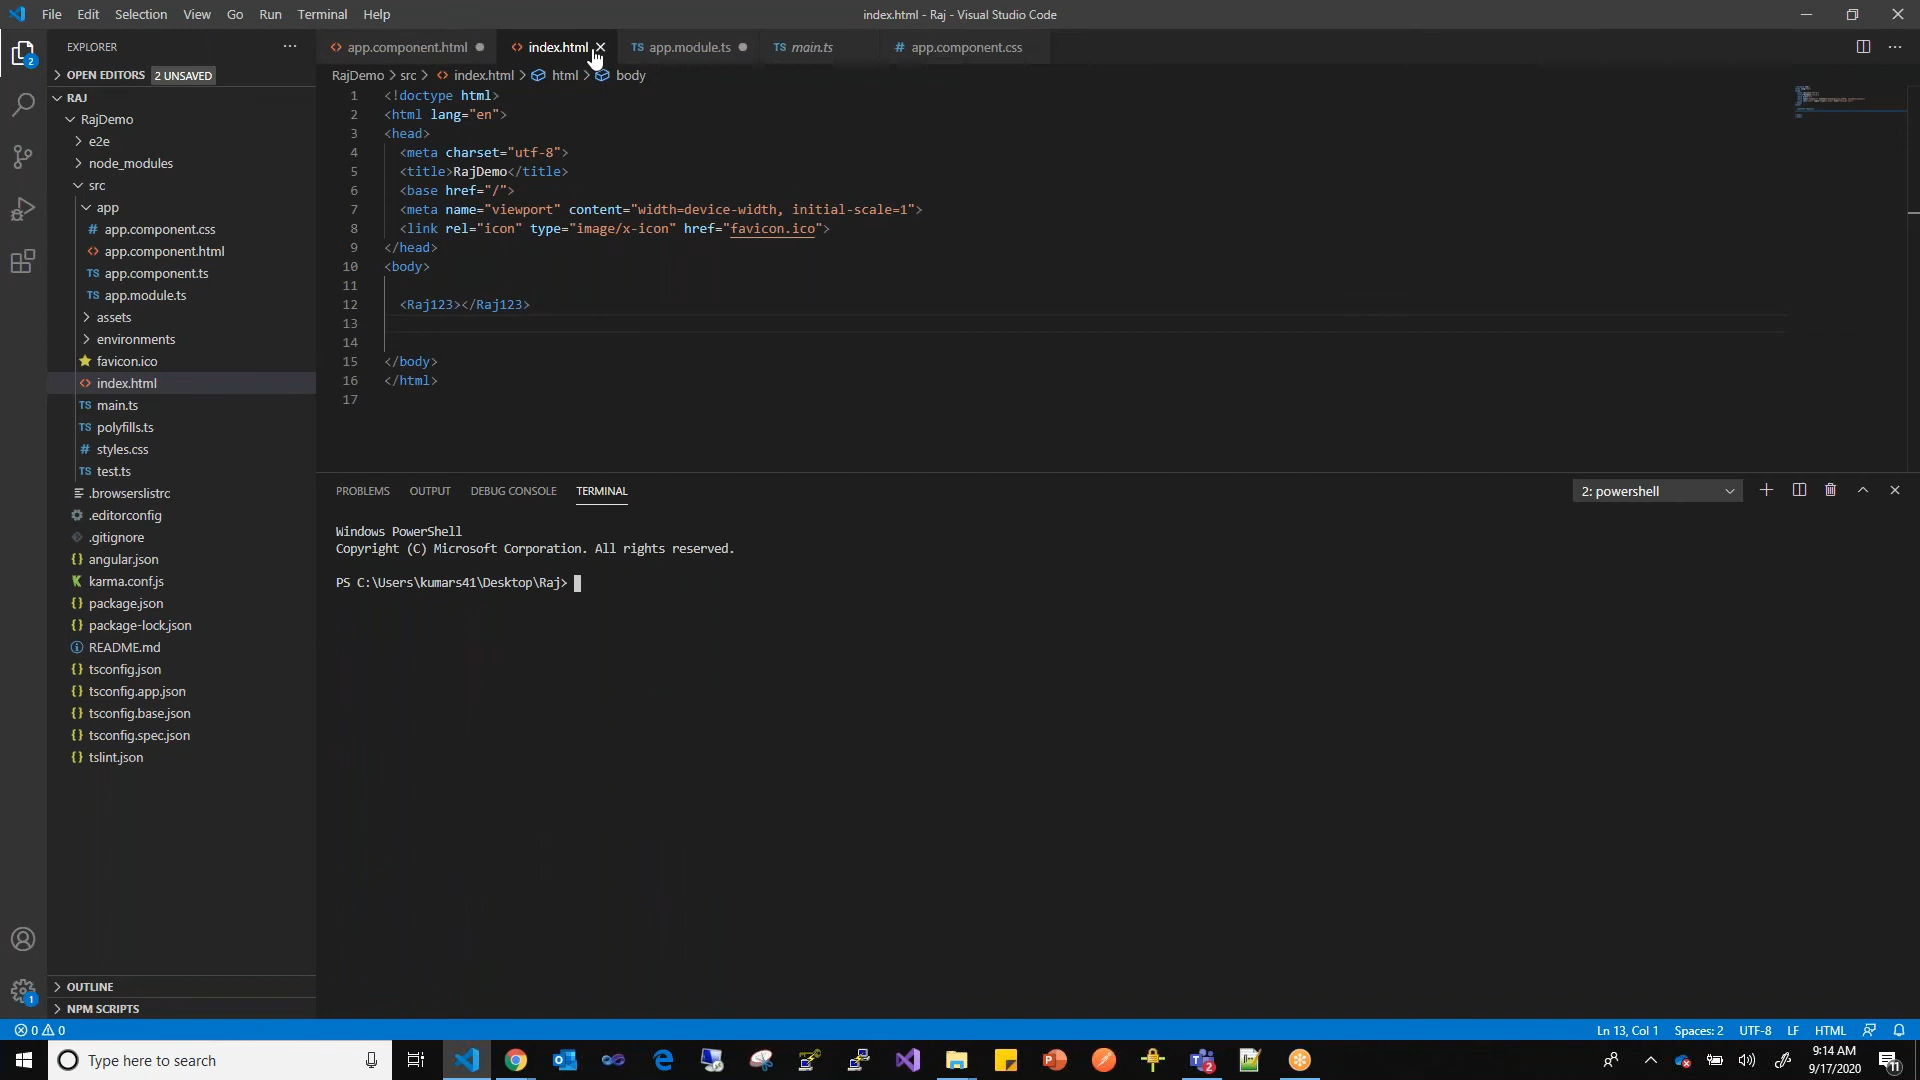 File Edit Selection View Go Run Terminal Help
index.html - Raj - Visual Studio Code
EXPLORER
OPEN EDITORS 2 UNSAVED
RAJ
RajDemo
e2e
node_modules
src
app
app.component.css
app.component.html
app.component.ts
app.module.ts
assets
environments
favicon.ico
index.html
main.ts
polyfills.ts
styles.css
test.ts
.browserslistrc
.editorconfig
.gitignore
angular.json
karma.conf.js
package.json
package-lock.json
README.md
tsconfig.json
tsconfig.app.json
tsconfig.base.json
tsconfig.spec.json
tslint.json
OUTLINE
NPM SCRIPTS
app.component.html index.html TS app.module.ts TS main.ts # app.component.css
RajDemo > src > index.html > html > body
1 <!doctype html>
2 <html lang="en">
3 <head>
4 <meta charset="utf-8">
5 <title>RajDemo</title>
6 <base href="/">
7 <meta name="viewport" content="width=device-width, initial-scale=1">
8 <link rel="icon" type="image/x-icon" href="favicon.ico">
9 </head>
10 <body>
11
12 <Raj123></Raj123>
13
14
15 </body>
16 </html>
17
PROBLEMS OUTPUT DEBUG CONSOLE TERMINAL
2: powershell
Windows PowerShell
Copyright (C) Microsoft Corporation. All rights reserved.
PS C:\Users\kumars41\Desktop\Raj>
0 0
Ln 13, Col 1 Spaces: 2 UTF-8 LF HTML
Type here to search
9:14 AM
9/17/2020